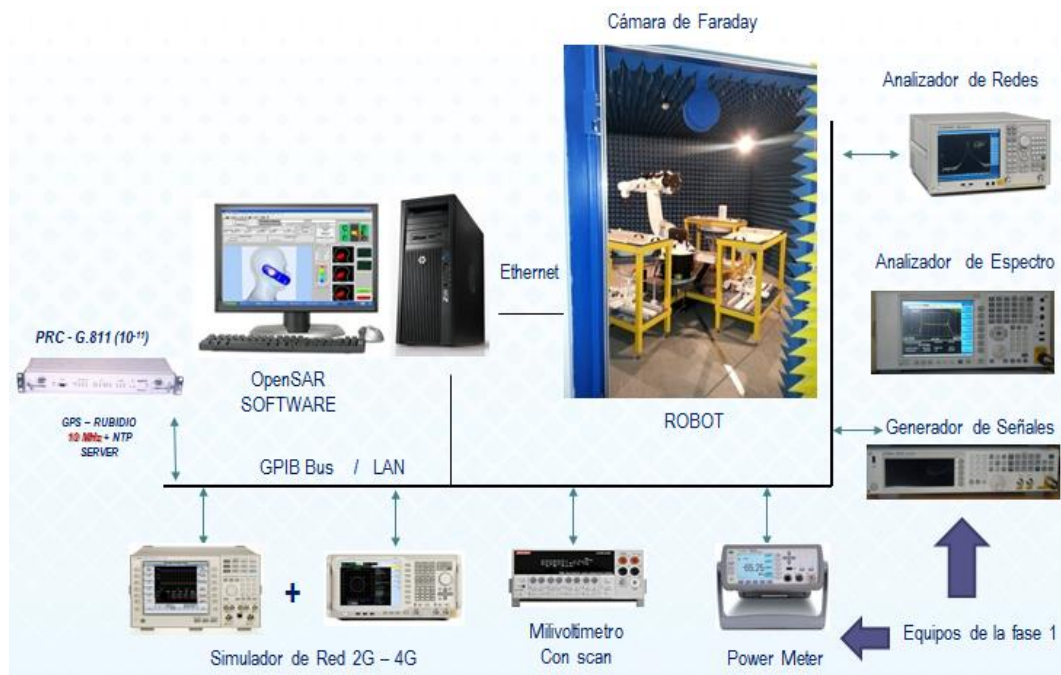 Cámara de Faraday
Analizador de Redes
Ethernet
Analizador de Espectro
PRC - G.811 (10⁻¹¹)
OpenSAR
SOFTWARE
ROBOT
GPS – RUBIDIO
10 MHz + NTP
SERVER
Generador de Señales
GPIB Bus / LAN
+
-65.25
Simulador de Red 2G – 4G
Milivoltímetro
Con scan
Power Meter
Equipos de la fase 1